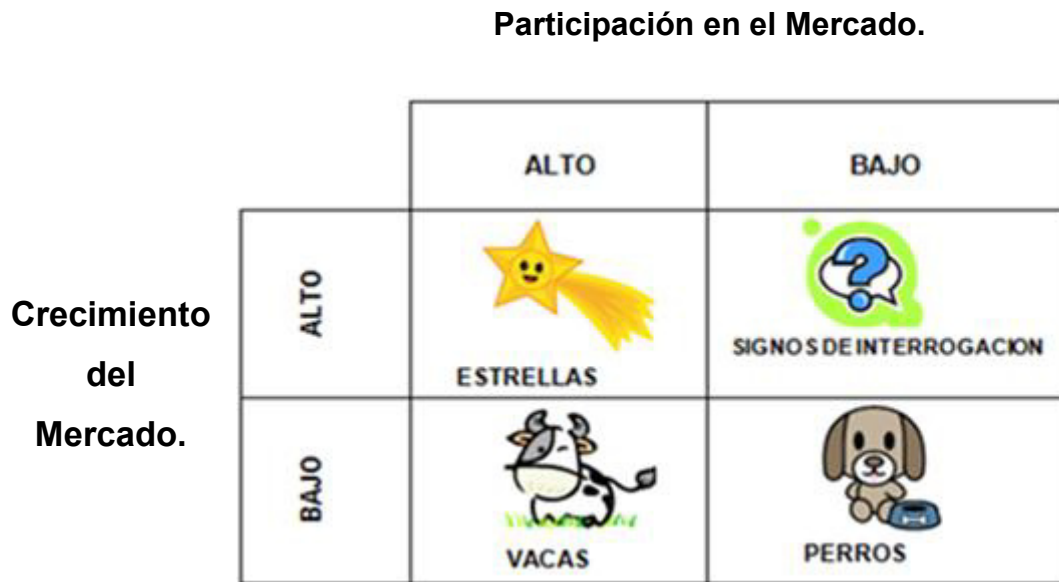 Participación en el Mercado.
ALTO
BAJO
Crecimiento
del
Mercado.
ALTO
ESTRELLAS
SIGNOS DE INTERROGACION
BAJO
VACAS
PERROS